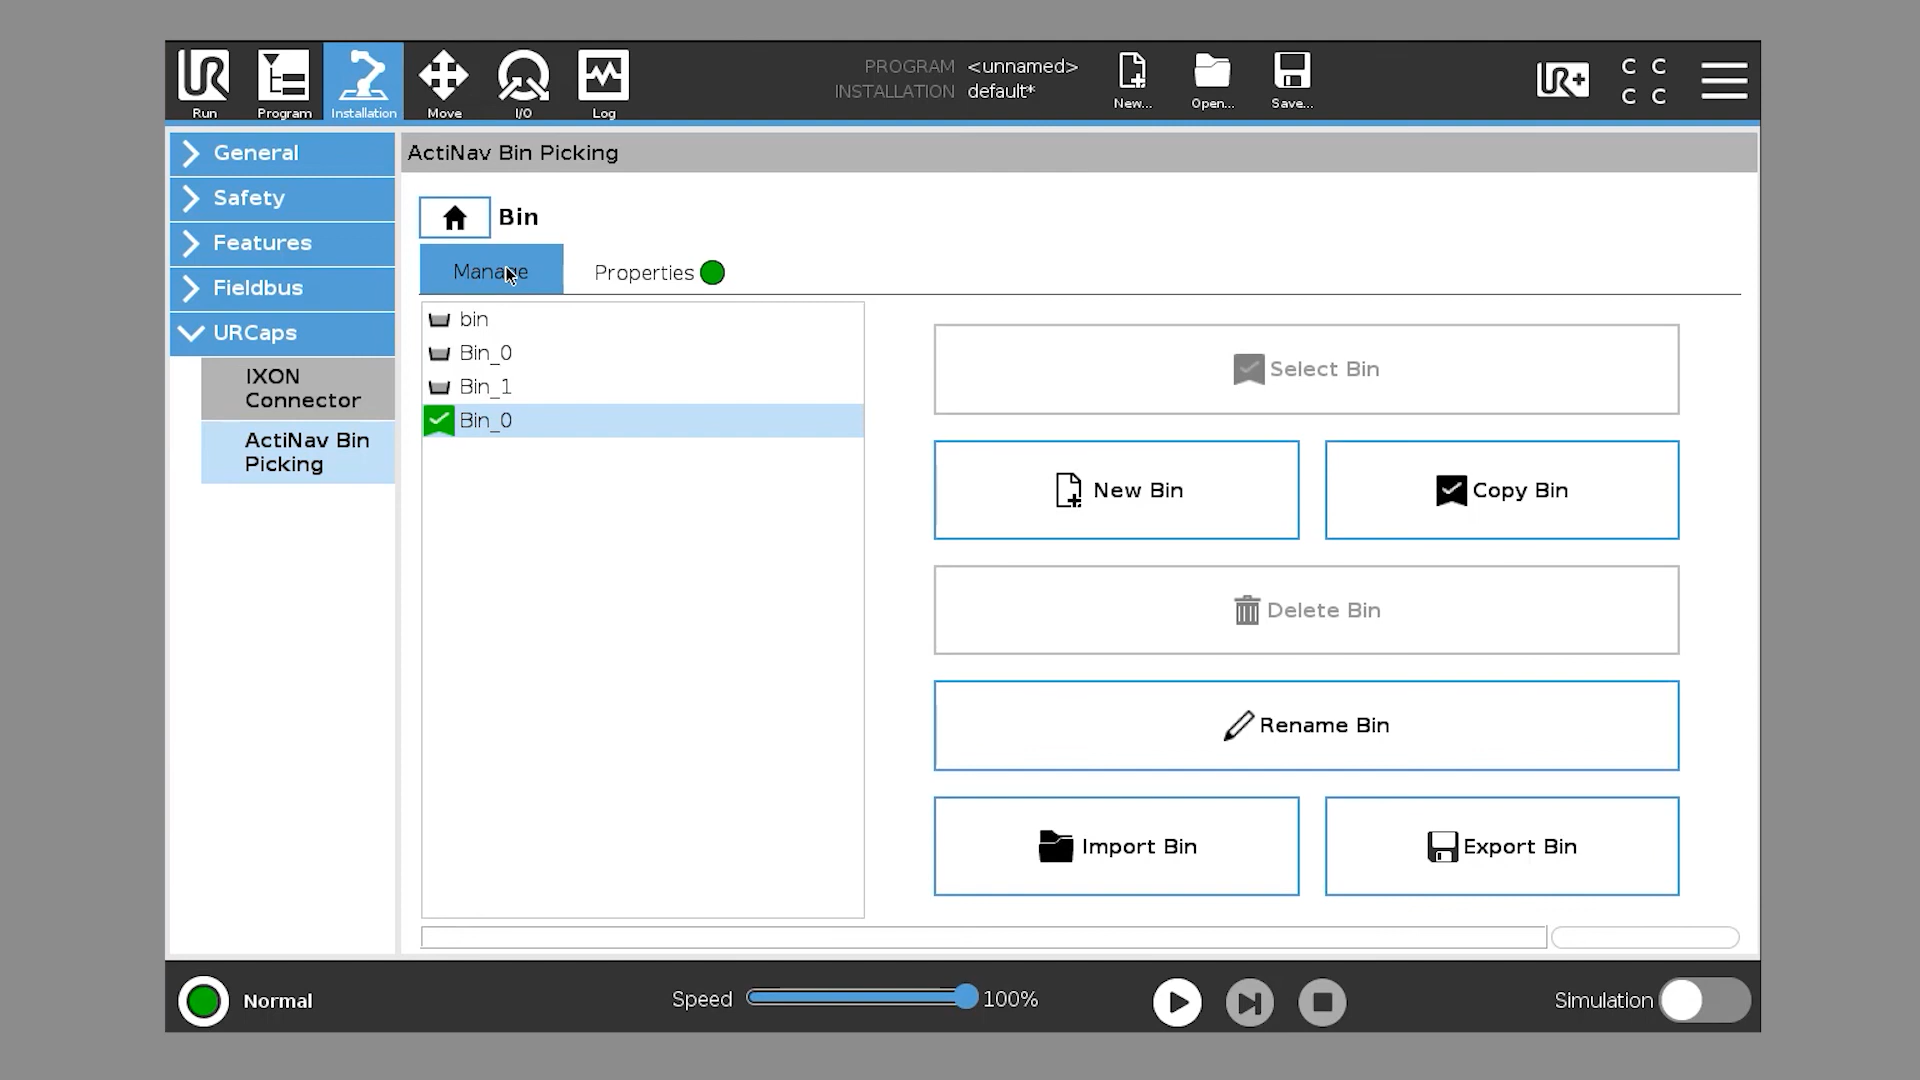 Run
Program
Installation
Move
I/O
Log
PROGRAM <unnamed>
INSTALLATION default*
New...
Open...
Save...
UR+
C C
C C
General
Safety
Features
Fieldbus
URCaps
IXON
Connector
ActiNav Bin
Picking
ActiNav Bin Picking
Bin
Manage
Properties
bin
Bin_0
Bin_1
Bin_0
Select Bin
New Bin
Copy Bin
Delete Bin
Rename Bin
Import Bin
Export Bin
Normal
Speed
100%
Simulation